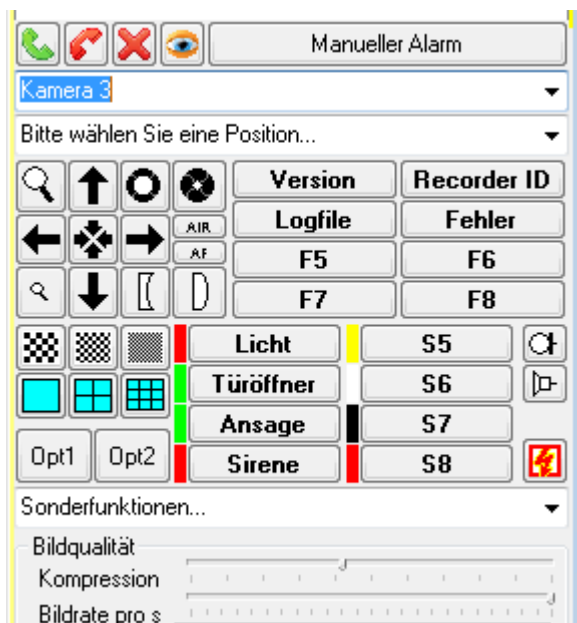 Manueller Alarm
Kamera 3
Bitte wählen Sie eine Position...
Version Recorder ID
AIR Logfile Fehler
AF F5 F6
F7 F8
Licht S5
Türöffner S6
Ansage S7
Opt1 Opt2 Sirene S8
Sonderfunktionen...
Bildqualität
Kompression
Bildrate pro s